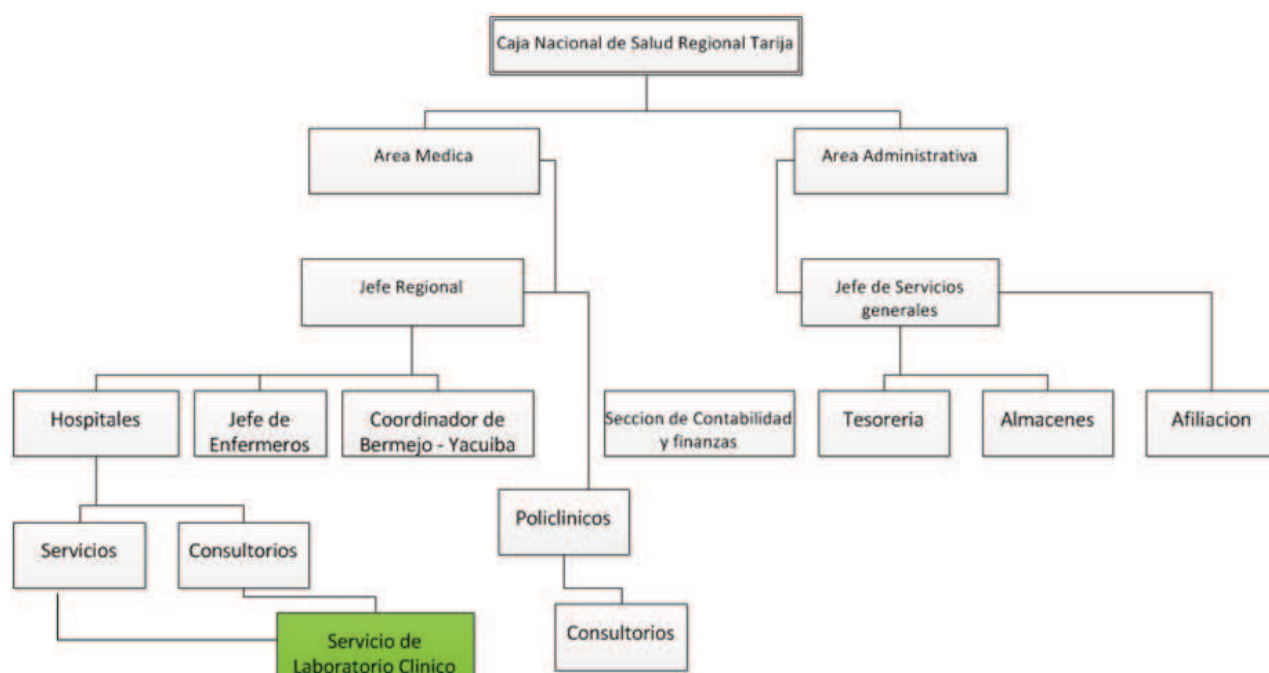 Caja Nacional de Salud Regional Tarija
Area Medica
Area Administrativa
Jefe Regional
Jefe de Servicios
generales
Hospitales
Jefe de
Enfermeros
Coordinador de
Bermejo - Yacuiba
Seccion de Contabilidad
y finanzas
Tesoreria
Almacenes
Afiliacion
Policlinicos
Servicios
Consultorios
Consultorios
Servicio de
Laboratorio Clinico